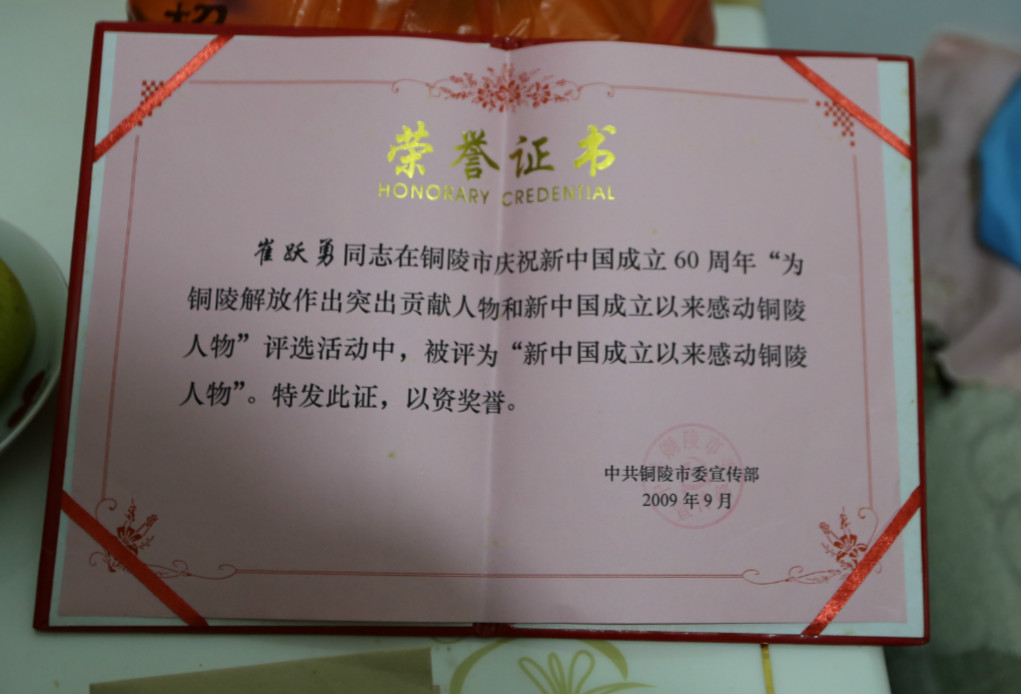 荣誉证书
HONORARY CREDENTIAL
崔跃勇同志在铜陵市庆祝新中国成立60周年“为
铜陵解放作出突出贡献人物和新中国成立以来感动铜陵
人物”评选活动中，被评为“新中国成立以来感动铜陵
人物”。特发此证，以资奖誉。
中共铜陵市委宣传部
2009年9月